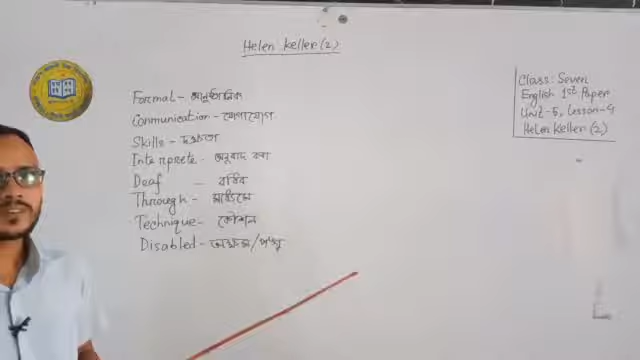 Helen Keller (2)
Formal - আনুষ্ঠানিক
Communication - যোগাযোগ
Skills - দক্ষতা
Interprete - অনুবাদ করা
Deaf - বধির
Through - মাধ্যমে
Technique - কৌশল
Disabled - অক্ষম/পঙ্গু
Class: Seven
English 1st Paper
Unit-5, Lesson-4
Helen Keller (2)